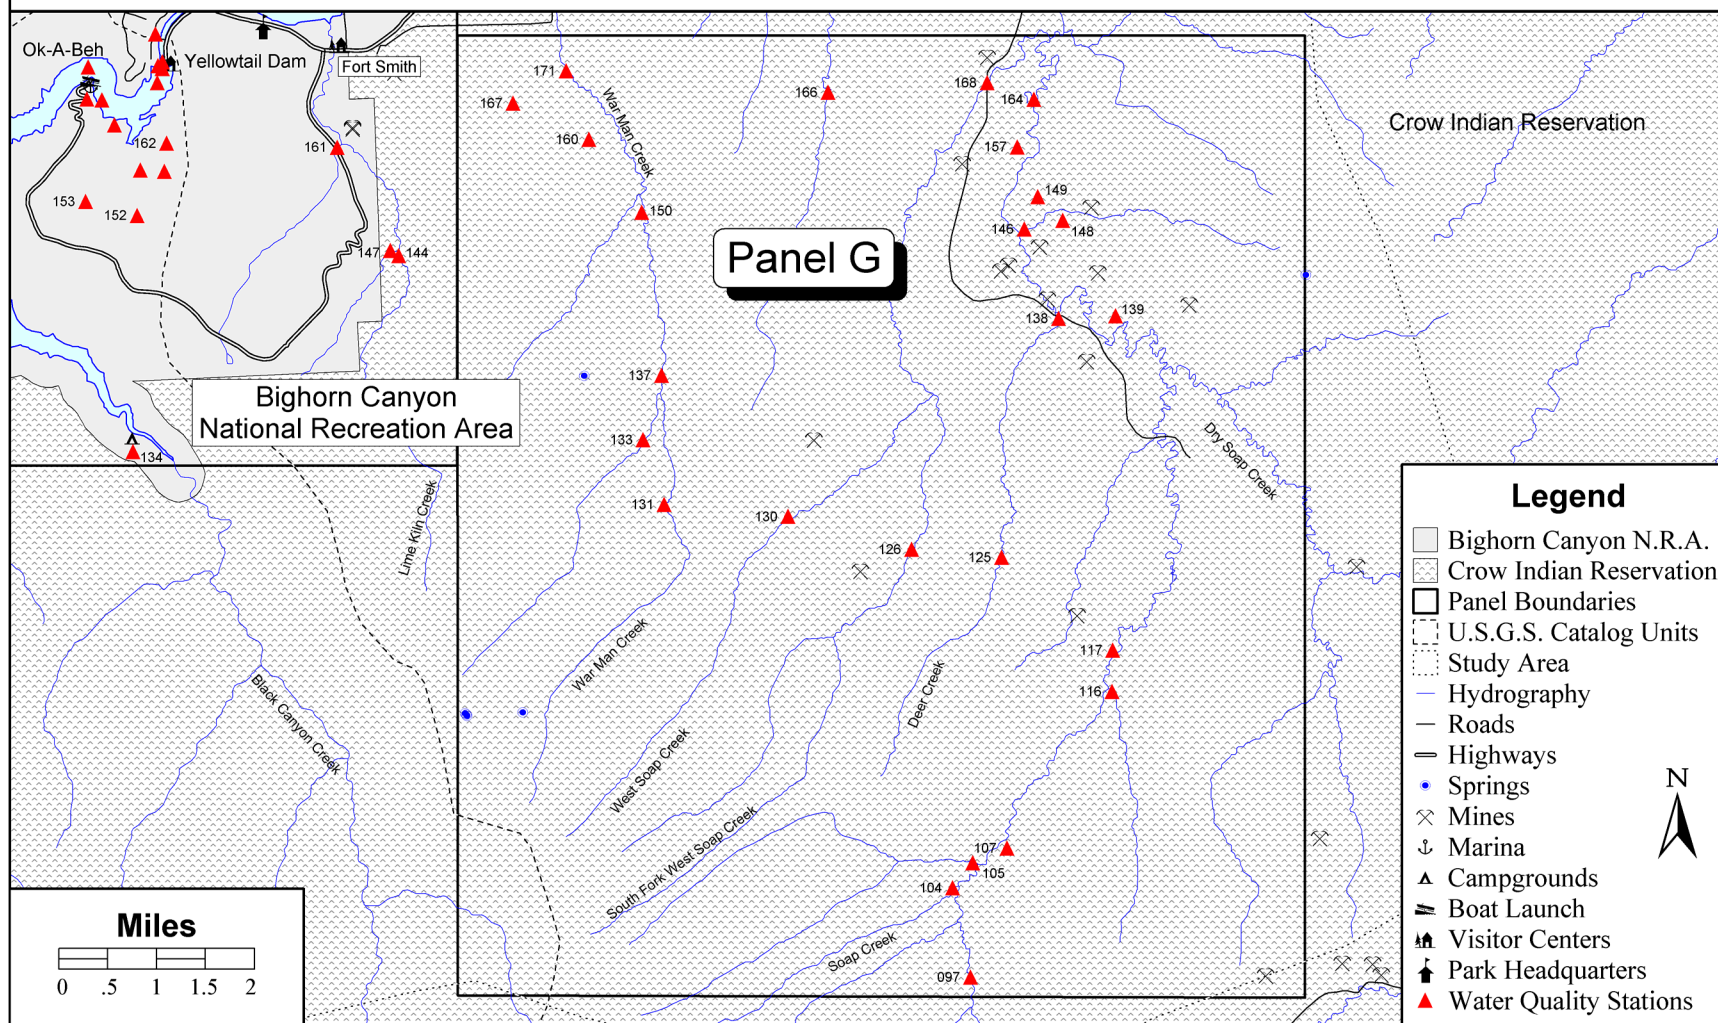 Ok-A-Beh
Yellowtail Dam
Fort Smith
171
167
160
War Man Creek
166
168
164
157
Crow Indian Reservation
162
161
153
152
150
149
146
148
147
144
Panel G
138
139
137
Bighorn Canyon
National Recreation Area
133
134
Dry Soap Creek
Lime Kiln Creek
131
130
126
125
War Man Creek
117
116
Deer Creek
Black Canyon Creek
West Soap Creek
South Fork West Soap Creek
107
105
104
Soap Creek
097
Miles
0 .5 1 1.5 2
Legend
Bighorn Canyon N.R.A.
Crow Indian Reservation
Panel Boundaries
U.S.G.S. Catalog Units
Study Area
Hydrography
Roads
Highways
Springs
Mines
Marina
Campgrounds
Boat Launch
Visitor Centers
Park Headquarters
Water Quality Stations
N